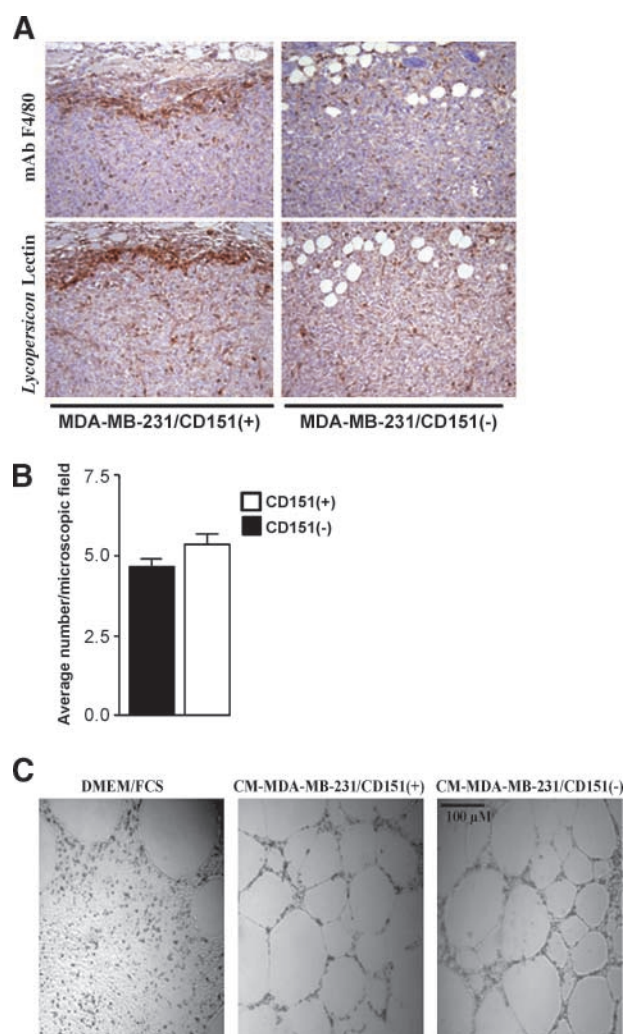 A
mAb F4/80
Lycopersicon Lectin
MDA-MB-231/CD151(+)
MDA-MB-231/CD151(-)
B
Average number/microscopic field
7.5
5.0
2.5
0.0
CD151(+)
CD151(-)
C
DMEM/FCS
CM-MDA-MB-231/CD151(+)
CM-MDA-MB-231/CD151(-)
100 µM